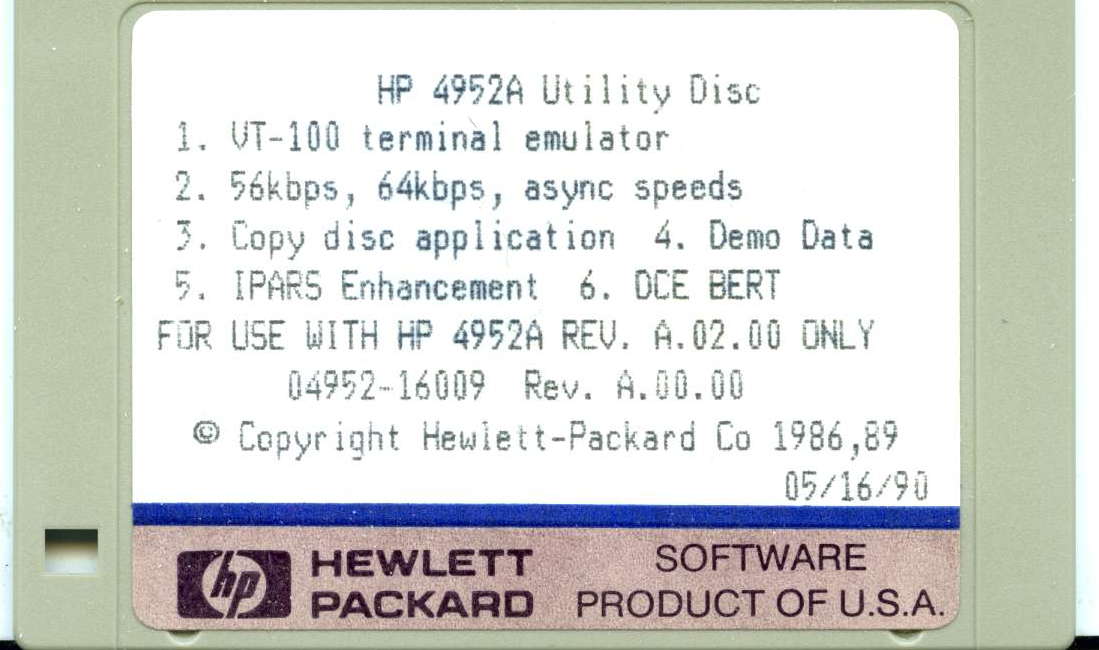 HP 4952A Utility Disc
1. VT-100 terminal emulator
2. 56kbps, 64kbps, async speeds
3. Copy disc application 4. Demo Data
5. IPARS Enhancement 6. DCE BERT
FOR USE WITH HP 4952A REV. A.02.00 ONLY
04952-16009 Rev. A.00.00
© Copyright Hewlett-Packard Co 1986,89
05/16/90
hp HEWLETT PACKARD
SOFTWARE
PRODUCT OF U.S.A.